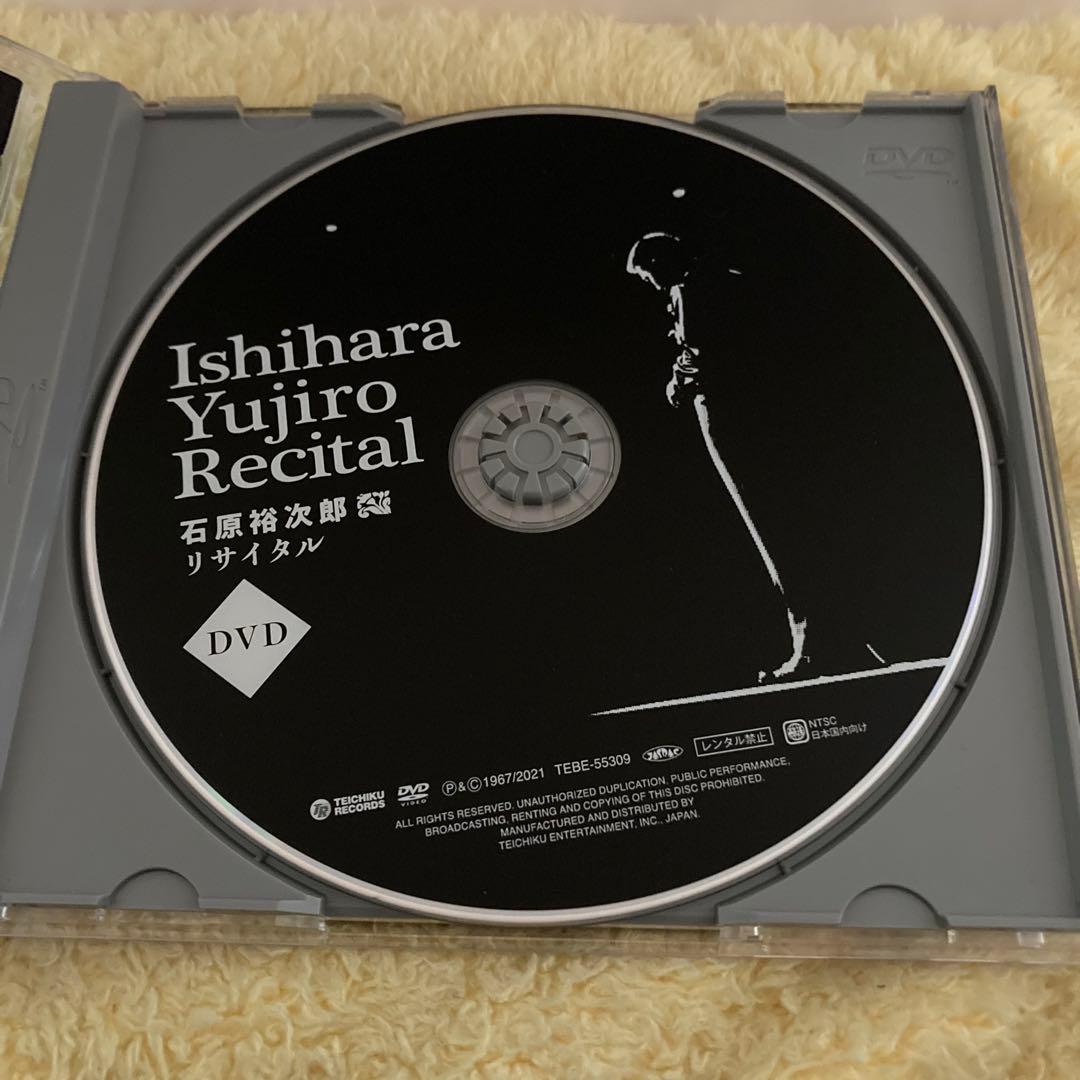 DVD
Ishihara
Yujiro
Recital
石原裕次郎
リサイタル
DVD
TR TEICHIKU RECORDS
DVD VIDEO
Ⓟ&Ⓒ1967/2021 TEBE-55309
JASRAC
レンタル禁止
NTSC
日本国内向け
ALL RIGHTS RESERVED. UNAUTHORIZED DUPLICATION, PUBLIC PERFORMANCE,
BROADCASTING, RENTING AND COPYING OF THIS DISC PROHIBITED.
MANUFACTURED AND DISTRIBUTED BY
TEICHIKU ENTERTAINMENT, INC., JAPAN.